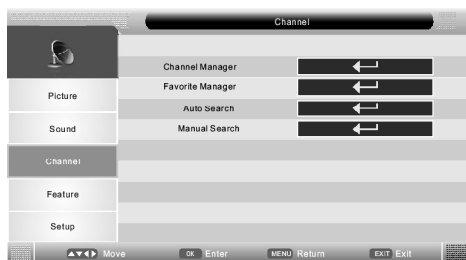 Channel
Channel Manager
Favorite Manager
Auto Search
Manual Search
Picture
Sound
Channel
Feature
Setup
▲▼◀▶ Move OK Enter MENU Return EXIT Exit